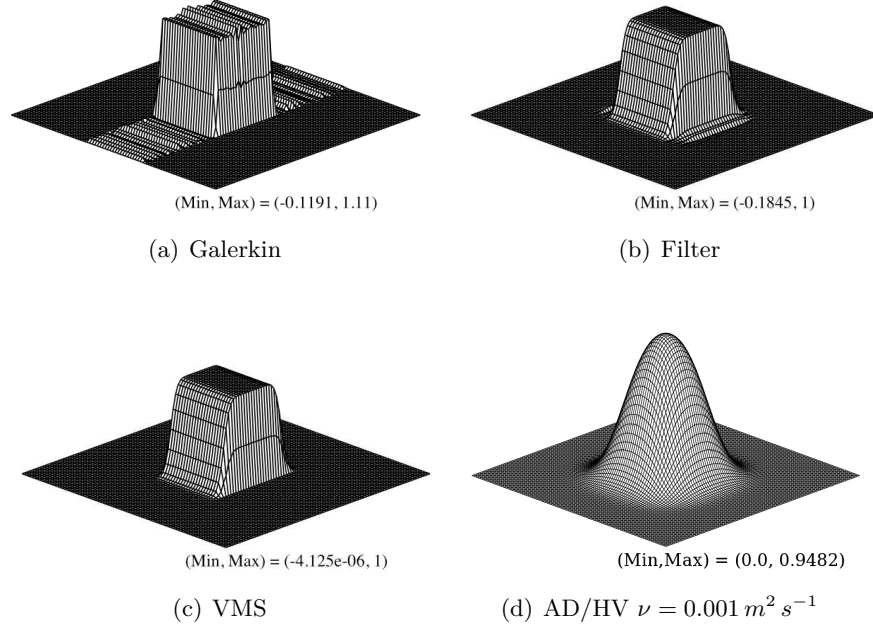 (Min, Max) = (-0.1191, 1.11)
(a) Galerkin
(Min, Max) = (-0.1845, 1)
(b) Filter
(Min, Max) = (-4.125e-06, 1)
(c) VMS
(Min,Max) = (0.0, 0.9482)
(d) AD/HV ν = 0.001 m² s⁻¹